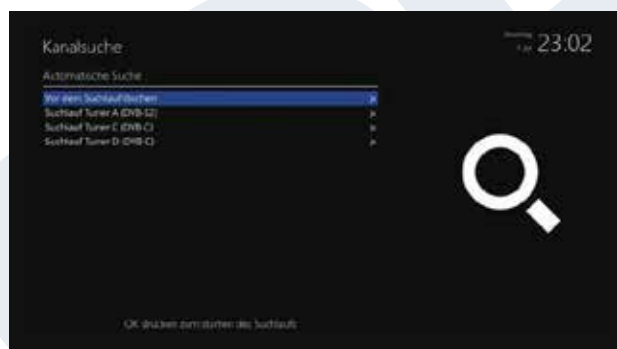 Kanalsuche
23:02
Automatische Suche
Vor dem Suchlauf löschen
Suchlauf Tuner A (DVB-S2)
Suchlauf Tuner C (DVB-C)
Suchlauf Tuner D (DVB-C)
OK drücken zum starten des Suchlaufs